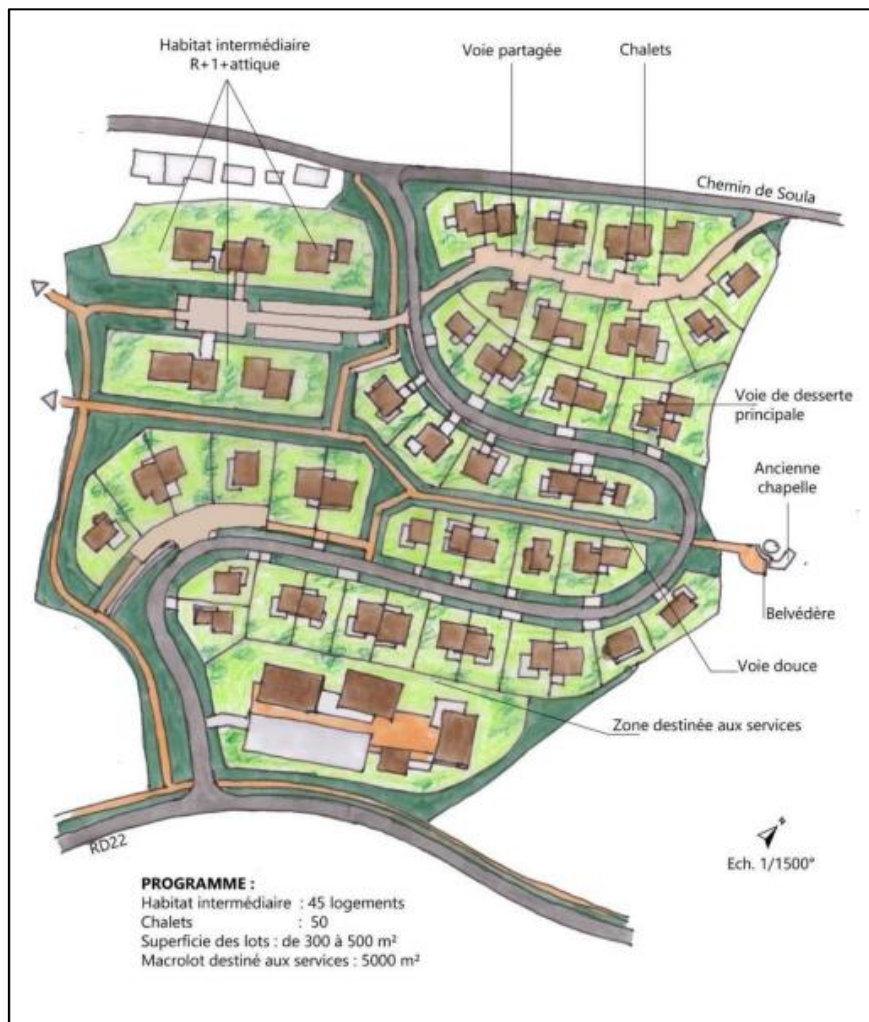 Habitat intermédiaire
R+1+attique
Voie partagée
Chalets
Chemin de Soula
Voie de desserte
principale
Ancienne
chapelle
Belvédère
Voie douce
Zone destinée aux services
RD22
N
Ech. 1/1500°
PROGRAMME :
Habitat intermédiaire : 45 logements
Chalets : 50
Superficie des lots : de 300 à 500 m²
Macrolot destiné aux services : 5000 m²